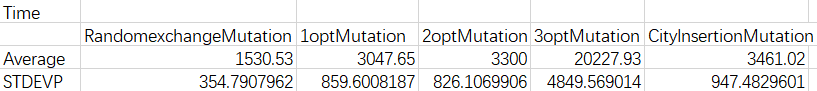 Time
RandomexchangeMutation 1optMutation 2optMutation 3optMutation CityInsertionMutation
Average 1530.53 3047.65 3300 20227.93 3461.02
STDEVP 354.7907962 859.6008187 826.1069906 4849.569014 947.4829601